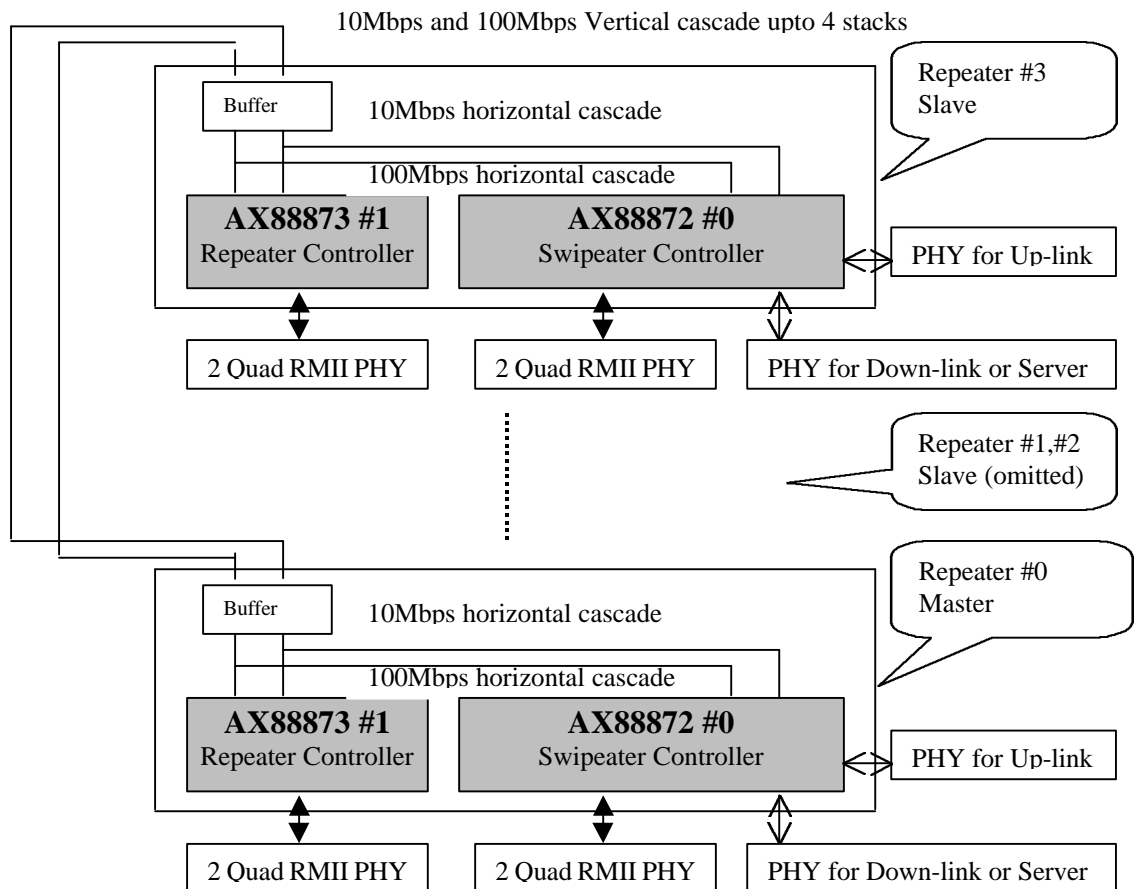 10Mbps and 100Mbps Vertical cascade upto 4 stacks
Repeater #3
Slave
Buffer
10Mbps horizontal cascade
100Mbps horizontal cascade
AX88873 #1
Repeater Controller
AX88872 #0
Swipeater Controller
PHY for Up-link
2 Quad RMII PHY
2 Quad RMII PHY
PHY for Down-link or Server
Repeater #1,#2
Slave (omitted)
Repeater #0
Master
Buffer
10Mbps horizontal cascade
100Mbps horizontal cascade
AX88873 #1
Repeater Controller
AX88872 #0
Swipeater Controller
PHY for Up-link
2 Quad RMII PHY
2 Quad RMII PHY
PHY for Down-link or Server